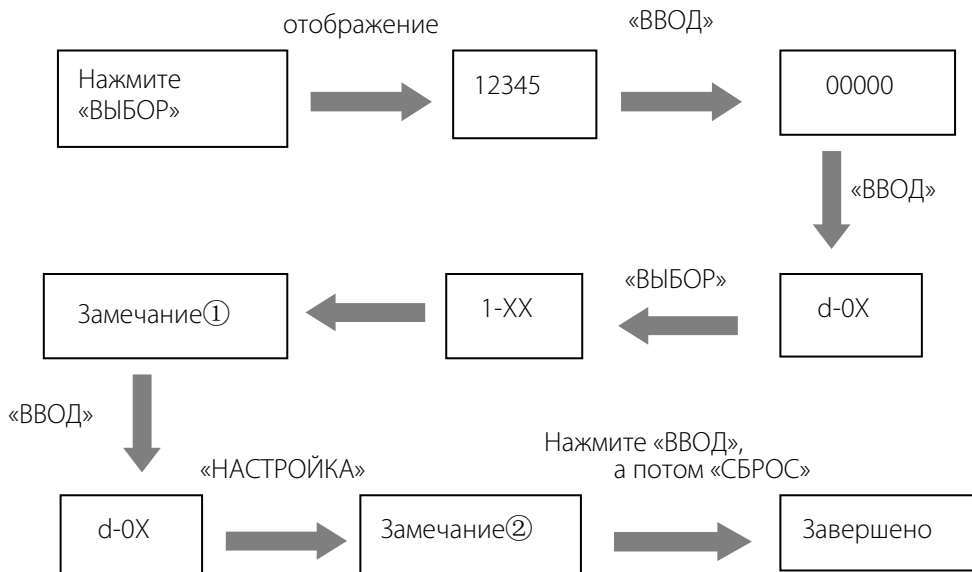 отображение
«ВВОД»
Нажмите
«ВЫБОР»
12345
00000
«ВВОД»
«ВЫБОР»
Замечание①
1-XX
d-0X
«ВВОД»
Нажмите «ВВОД»,
а потом «СБРОС»
«НАСТРОЙКА»
d-0X
Замечание②
Завершено